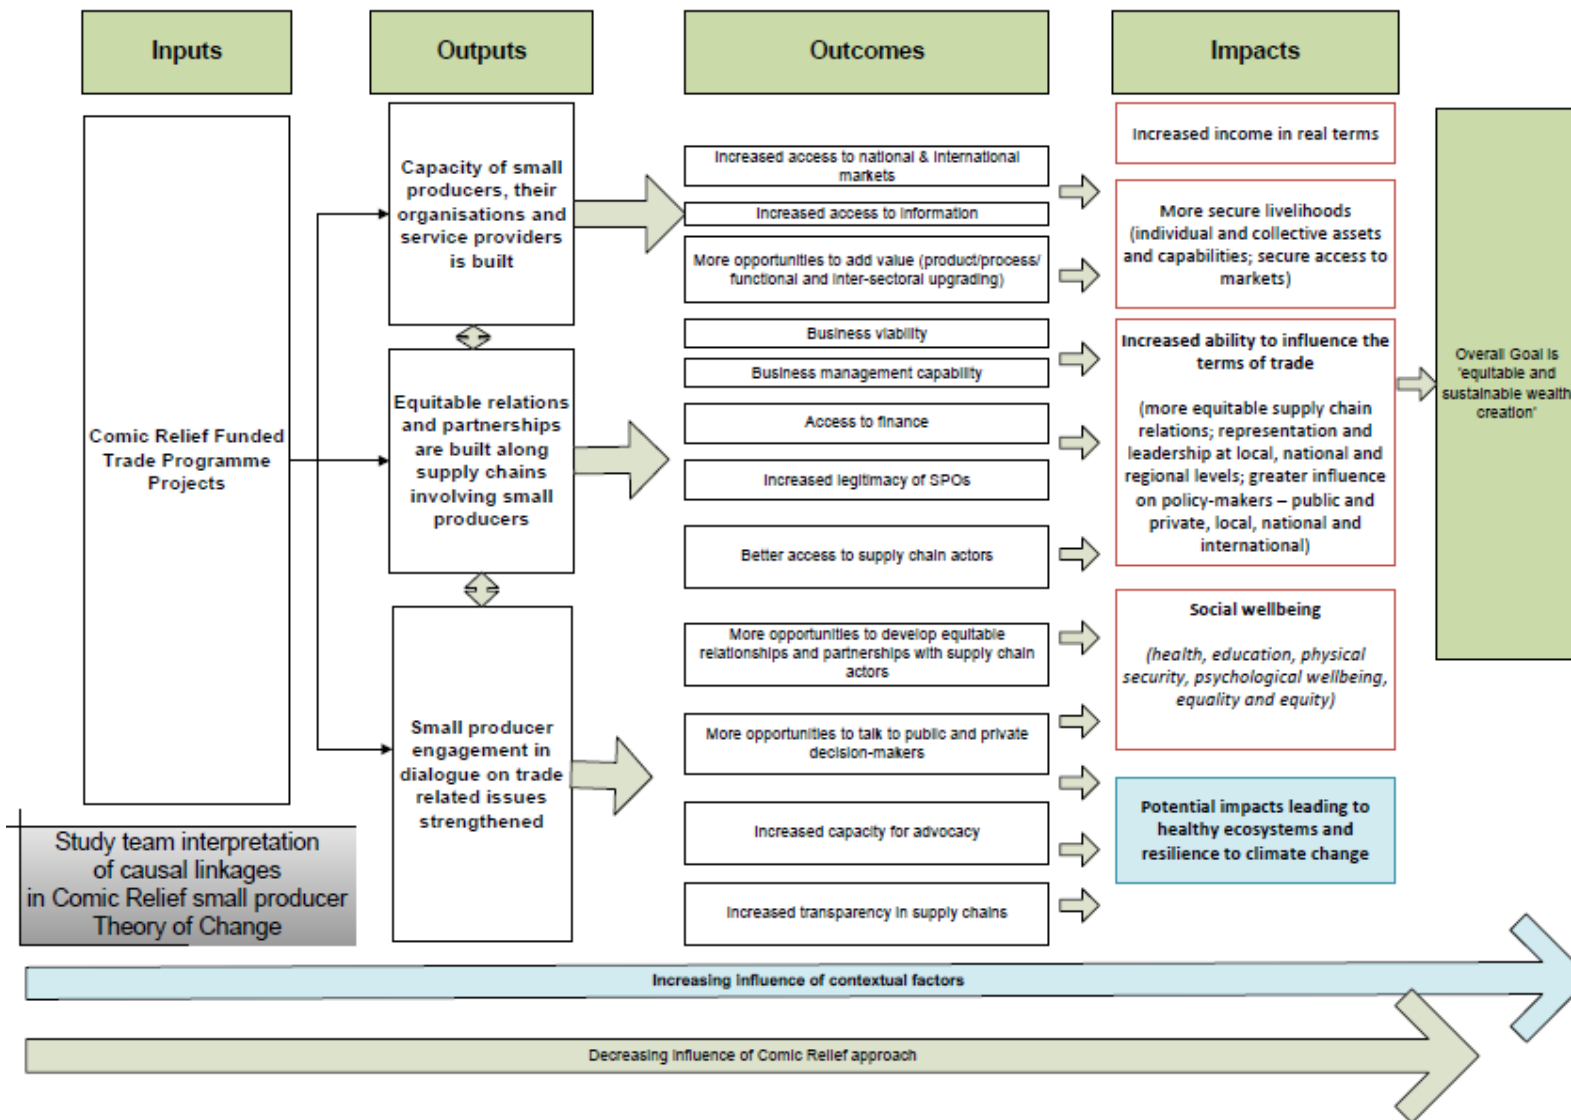 Inputs
Outputs
Outcomes
Impacts
Comic Relief Funded
Trade Programme
Projects
Capacity of small
producers, their
organisations and
service providers
is built
Equitable relations
and partnerships
are built along
supply chains
involving small
producers
Small producer
engagement in
dialogue on trade
related issues
strengthened
Increased access to national & international
markets
Increased access to information
More opportunities to add value (product/process/
functional and inter-sectoral upgrading)
Business viability
Business management capability
Access to finance
Increased legitimacy of SPOs
Better access to supply chain actors
More opportunities to develop equitable
relationships and partnerships with supply chain
actors
More opportunities to talk to public and private
decision-makers
Increased capacity for advocacy
Increased transparency in supply chains
Increased income in real terms
More secure livelihoods
(individual and collective assets
and capabilities; secure access to
markets)
Increased ability to influence the
terms of trade
(more equitable supply chain
relations; representation and
leadership at local, national and
regional levels; greater influence
on policy-makers – public and
private, local, national and
international)
Social wellbeing
(health, education, physical
security, psychological wellbeing,
equality and equity)
Potential impacts leading to
healthy ecosystems and
resilience to climate change
Overall Goal is
'equitable and
sustainable wealth
creation'
Study team interpretation
of causal linkages
in Comic Relief small producer
Theory of Change
Increasing influence of contextual factors
Decreasing influence of Comic Relief approach